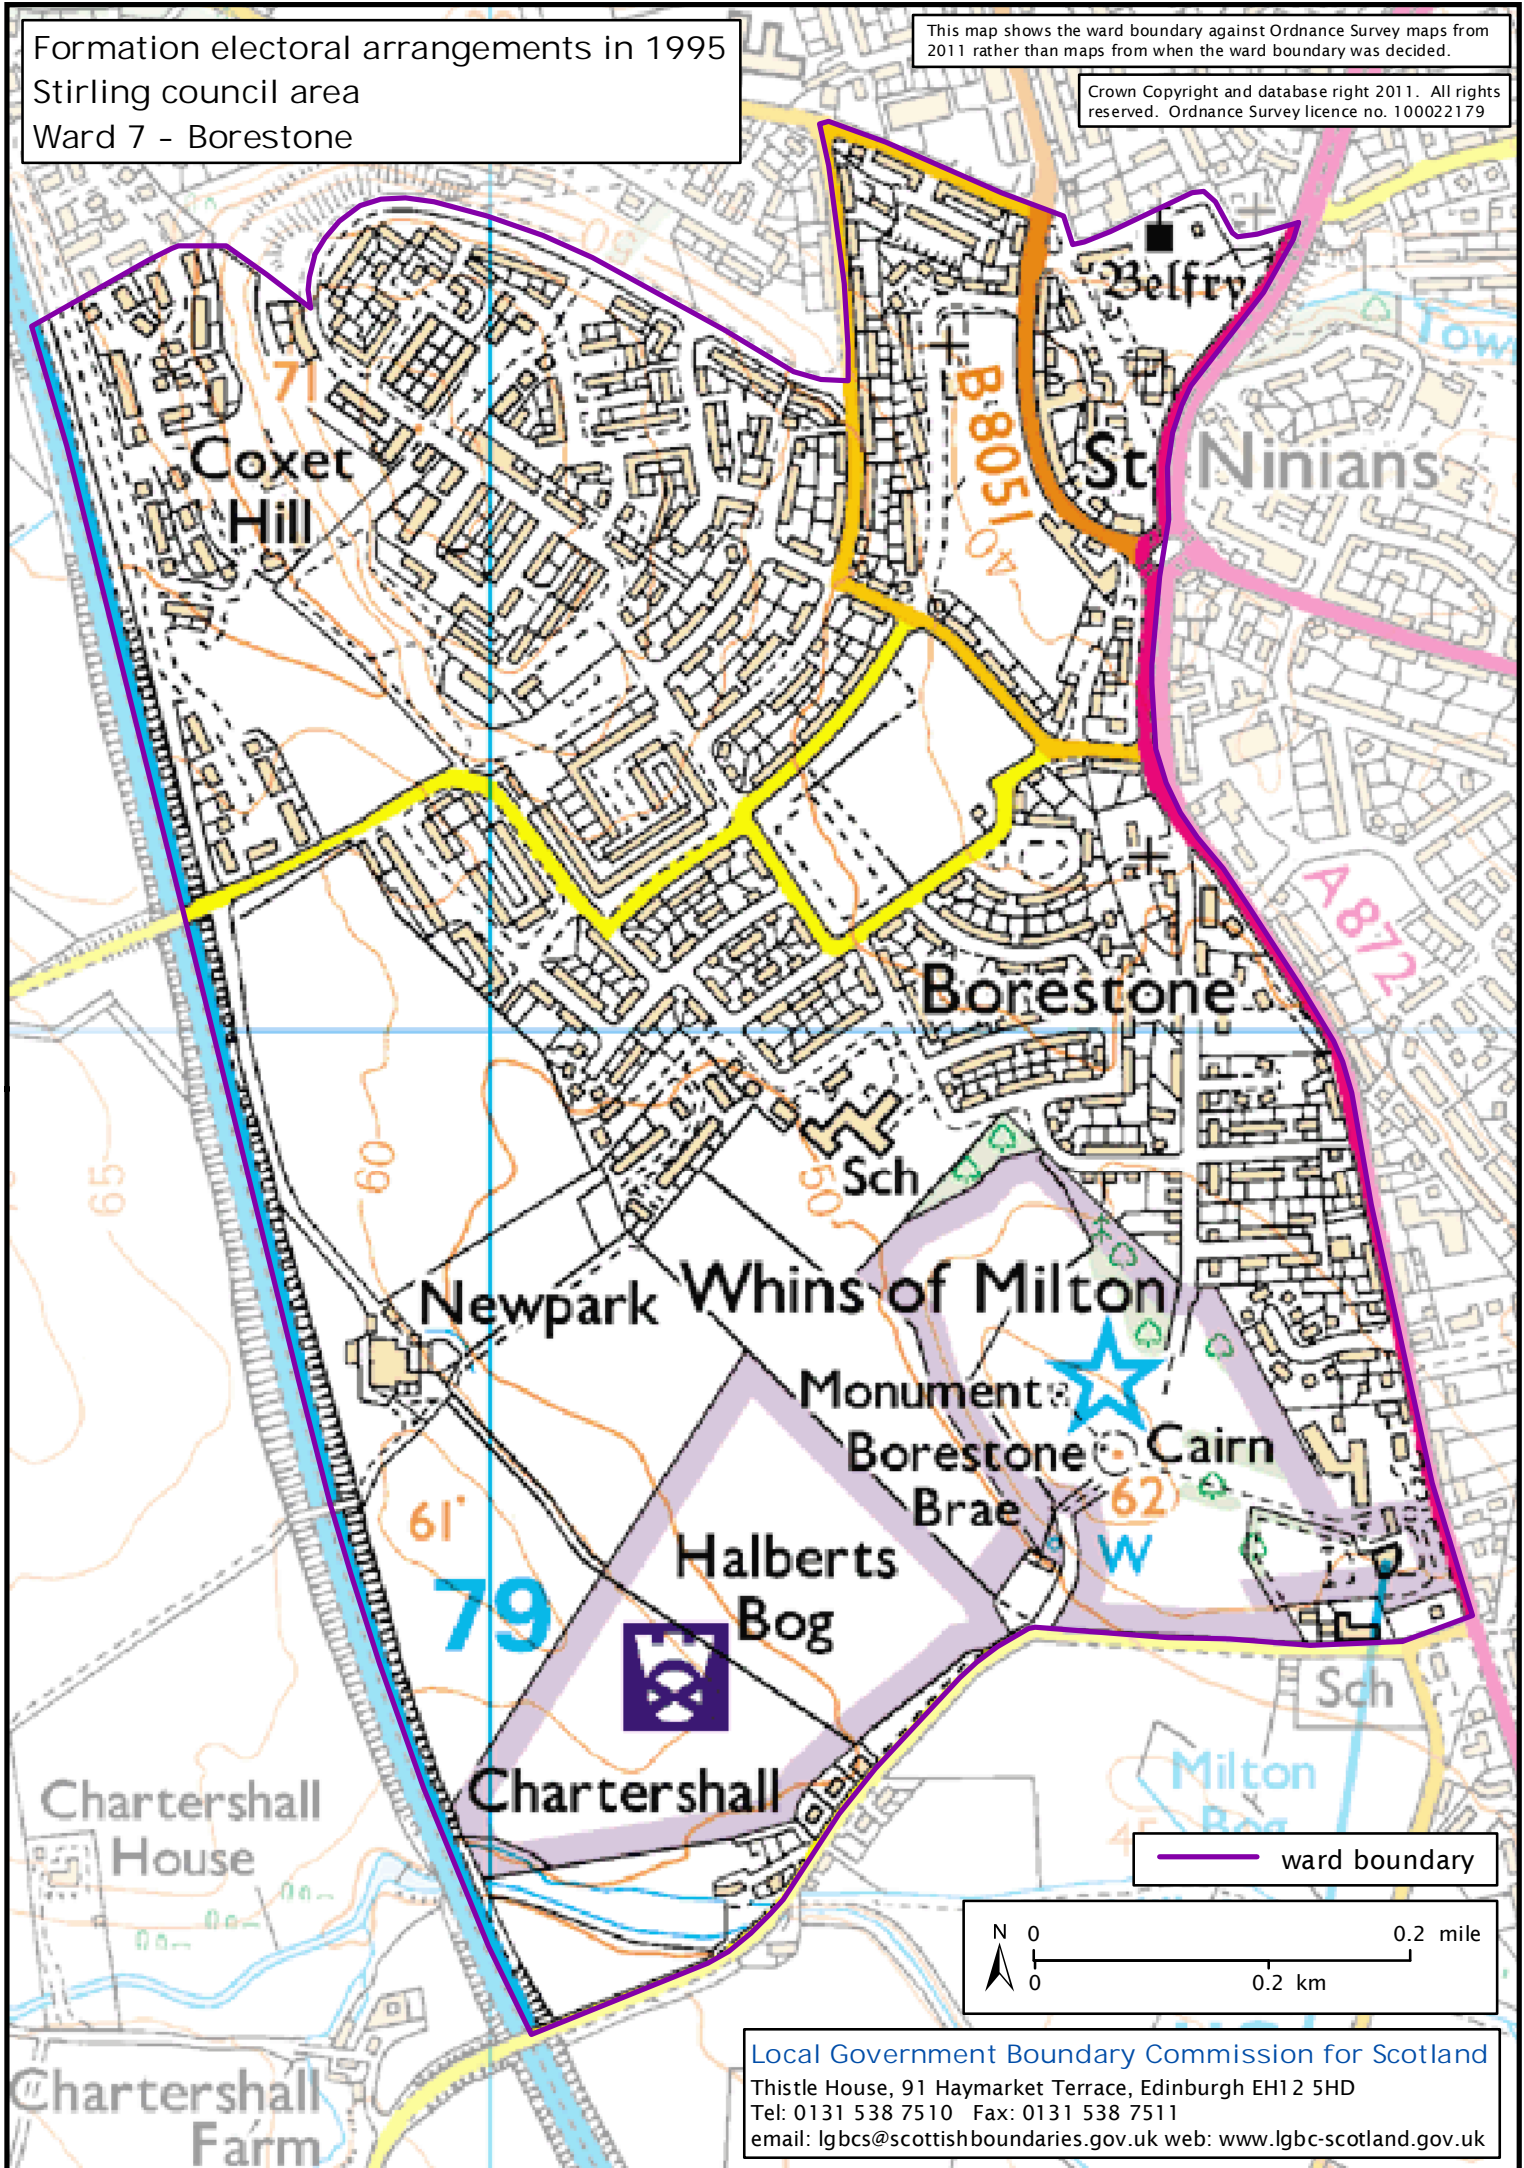 Formation electoral arrangements in 1995
Stirling council area
Ward 7 - Borestone
This map shows the ward boundary against Ordnance Survey maps from
2011 rather than maps from when the ward boundary was decided.
Crown Copyright and database right 2011. All rights
reserved. Ordnance Survey licence no. 100022179
50
Belfry
Tow
71
B 8051
Coxet
Hill
St Ninians
40
A872
Borestone
60
65
50
Sch
Newpark
Whins of Milton
Monument
Borestone
Brae
Cairn
62
61
W
Halberts
Bog
79
Sch
Chartershall
Chartershall
House
Milton
Bog
45
ward boundary
N 0 0.2 mile
0 0.2 km
Chartershall
Farm
Local Government Boundary Commission for Scotland
Thistle House, 91 Haymarket Terrace, Edinburgh EH12 5HD
Tel: 0131 538 7510 Fax: 0131 538 7511
email: lgbcs@scottishboundaries.gov.uk web: www.lgbc-scotland.gov.uk